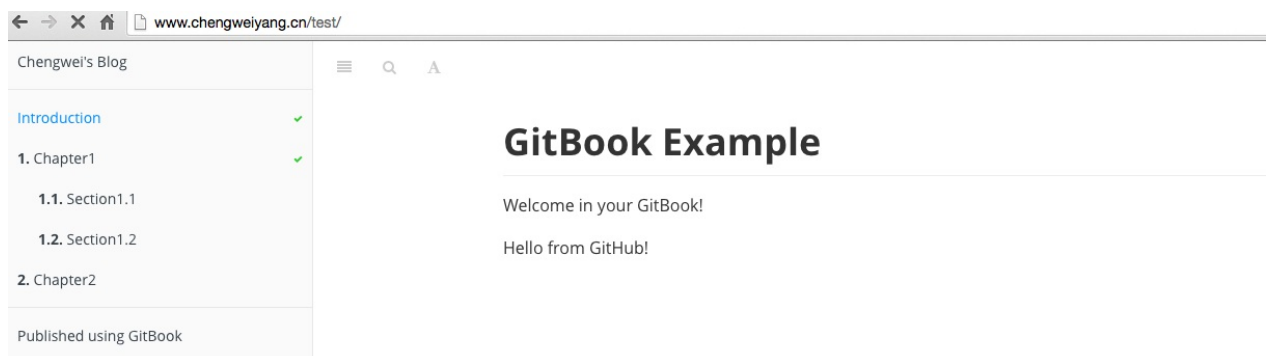 www.chengweiyang.cn/test/
Chengwei's Blog
A
Introduction
1. Chapter1
1.1. Section1.1
1.2. Section1.2
2. Chapter2
Published using GitBook
GitBook Example
Welcome in your GitBook!
Hello from GitHub!